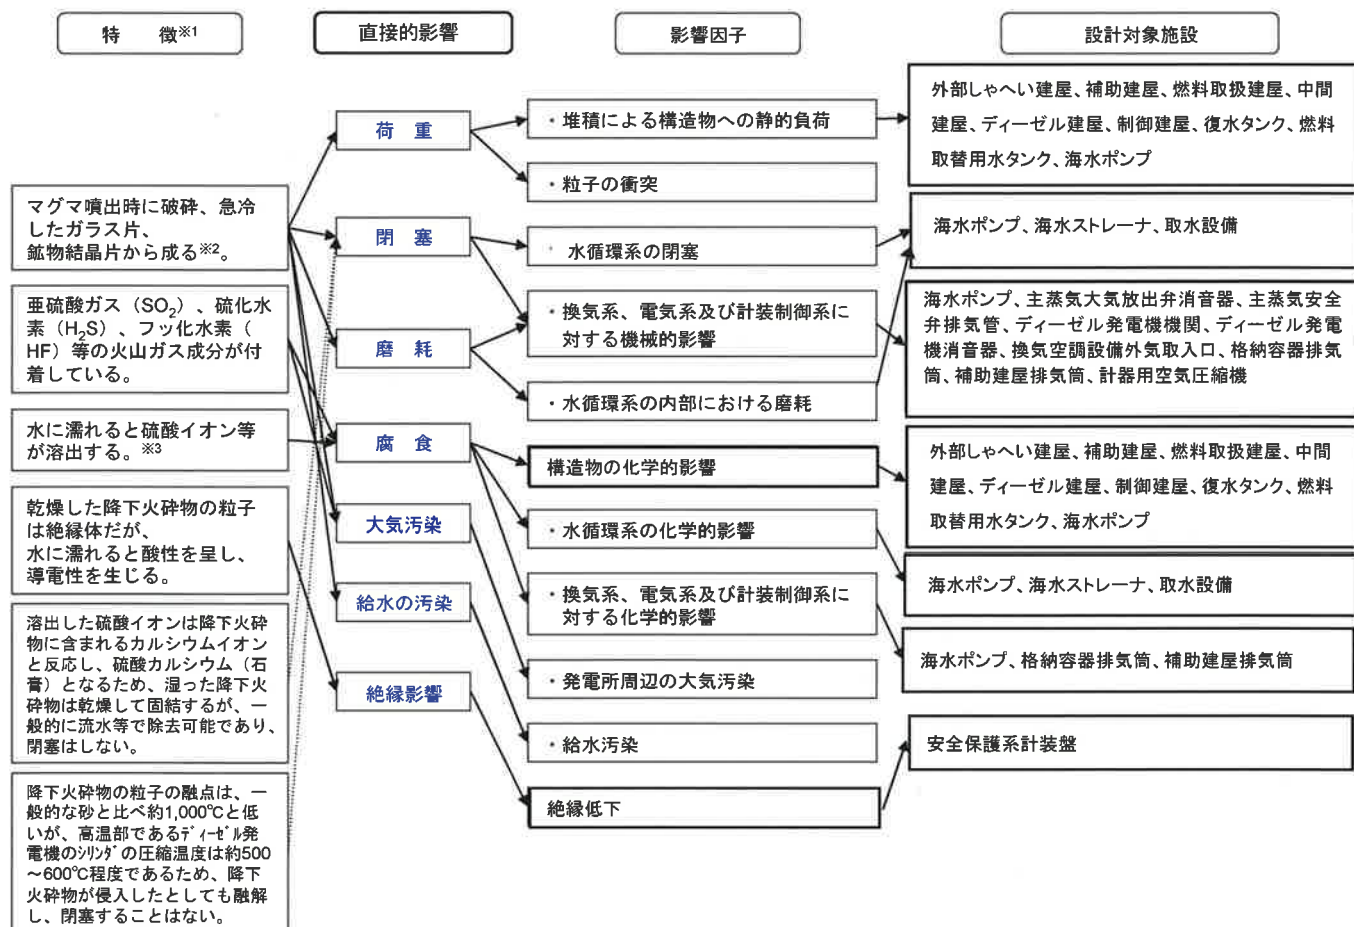 特　徴※1
直接的影響
影響因子
設計対象施設
マグマ噴出時に破砕、急冷
したガラス片、
鉱物結晶片から成る※2。
亜硫酸ガス（SO₂）、硫化水
素（H₂S）、フッ化水素（
HF）等の火山ガス成分が付
着している。
水に濡れると硫酸イオン等
が溶出する。※3
乾燥した降下火砕物の粒子
は絶縁体だが、
水に濡れると酸性を呈し、
導電性を生じる。
溶出した硫酸イオンは降下火砕
物に含まれるカルシウムイオン
と反応し、硫酸カルシウム（石
膏）となるため、湿った降下火
砕物は乾燥して固結するが、一
般的に流水等で除去可能であり、
閉塞はしない。
降下火砕物の粒子の融点は、一
般的な砂と比べ約1,000℃と低
いが、高温部であるディーゼル発
電機のシリンダの圧縮温度は約500
～600℃程度であるため、降下
火砕物が侵入したとしても融解
し、閉塞することはない。
荷　重
閉　塞
磨　耗
腐　食
大気汚染
給水の汚染
絶縁影響
・堆積による構造物への静的負荷
・粒子の衝突
・水循環系の閉塞
・換気系、電気系及び計装制御系に
対する機械的影響
・水循環系の内部における磨耗
構造物の化学的影響
・水循環系の化学的影響
・換気系、電気系及び計装制御系に
対する化学的影響
・発電所周辺の大気汚染
・給水汚染
絶縁低下
外部しゃへい建屋、補助建屋、燃料取扱建屋、中間
建屋、ディーゼル建屋、制御建屋、復水タンク、燃料
取替用水タンク、海水ポンプ
海水ポンプ、海水ストレーナ、取水設備
海水ポンプ、主蒸気大気放出弁消音器、主蒸気安全
弁排気管、ディーゼル発電機機関、ディーゼル発電
機消音器、換気空調設備外気取入口、格納容器排気
筒、補助建屋排気筒、計器用空気圧縮機
外部しゃへい建屋、補助建屋、燃料取扱建屋、中間
建屋、ディーゼル建屋、制御建屋、復水タンク、燃料
取替用水タンク、海水ポンプ
海水ポンプ、海水ストレーナ、取水設備
海水ポンプ、格納容器排気筒、補助建屋排気筒
安全保護系計装盤